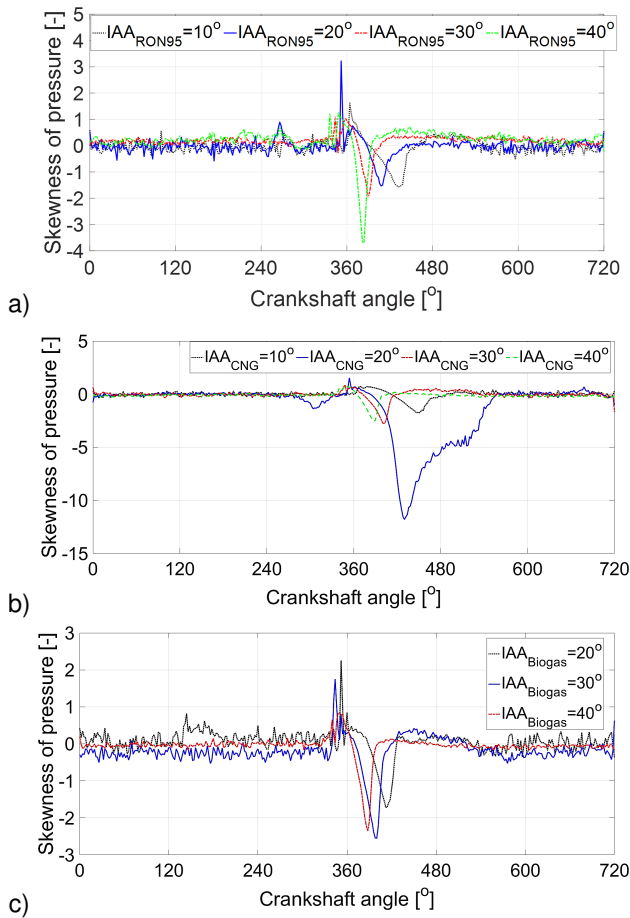 5
IAA_RON95=10° IAA_RON95=20° IAA_RON95=30° IAA_RON95=40°
4
3
2
1
0
-1
-2
-3
-4
Skewness of pressure [-]
0 120 240 360 480 600 720
Crankshaft angle [°]
a)
5
IAA_CNG=10° IAA_CNG=20° IAA_CNG=30° IAA_CNG=40°
0
-5
-10
-15
Skewness of pressure [-]
0 120 240 360 480 600 720
Crankshaft angle [°]
b)
3
IAA_Biogas=20°
IAA_Biogas=30°
IAA_Biogas=40°
2
1
0
-1
-2
-3
Skewness of pressure [-]
0 120 240 360 480 600 720
Crankshaft angle [°]
c)